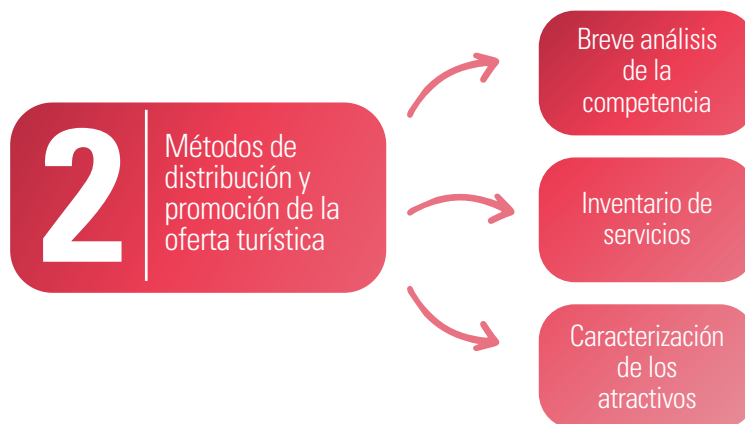 2
Métodos de
distribución y
promoción de la
oferta turística
Breve análisis
de la
competencia
Inventario de
servicios
Caracterización
de los
atractivos